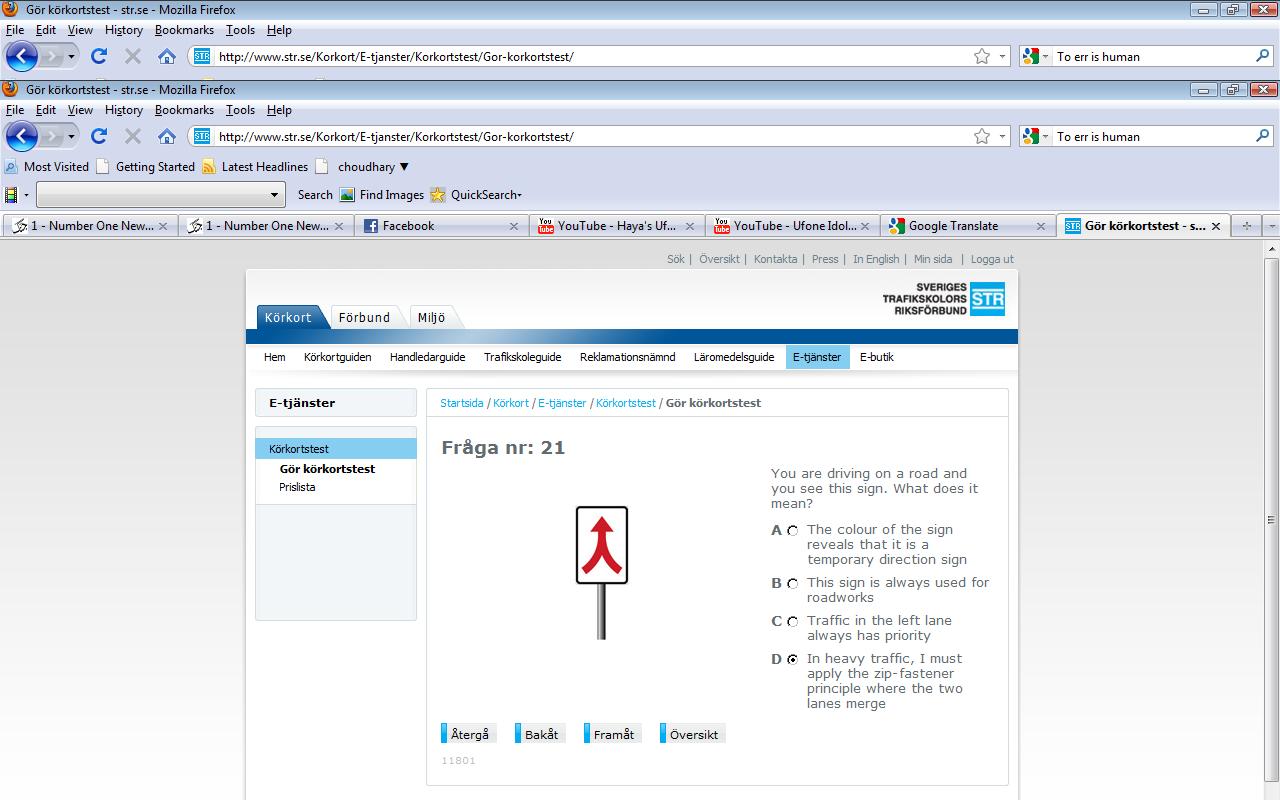 Gör körkortstest - str.se - Mozilla Firefox
File Edit View History Bookmarks Tools Help
STR http://www.str.se/Korkort/E-tjanster/Korkortstest/Gor-korkortstest/ To err is human
Gör körkortstest - str.se - Mozilla Firefox
File Edit View History Bookmarks Tools Help
STR http://www.str.se/Korkort/E-tjanster/Korkortstest/Gor-korkortstest/ To err is human
Most Visited Getting Started Latest Headlines choudhary ▼
Search Find Images QuickSearch
1 - Number One New... 1 - Number One New... Facebook YouTube - Haya's Uf... YouTube - Ufone Idol... Google Translate Gör körkortstest - s...
Sök | Översikt | Kontakta | Press | In English | Min sida | Logga ut
SVERIGES
TRAFIKSKOLORS STR
RIKSFÖRBUND
Körkort Förbund Miljö
Hem Körkortguiden Handledarguide Trafikskoleguide Reklamationsnämnd Läromedelsguide E-tjänster E-butik
E-tjänster
Körkortstest
Gör körkortstest
Prislista
Startsida / Körkort / E-tjänster / Körkortstest / Gör körkortstest
Fråga nr: 21
You are driving on a road and
you see this sign. What does it
mean?
A The colour of the sign
reveals that it is a
temporary direction sign
B This sign is always used for
roadworks
C Traffic in the left lane
always has priority
D In heavy traffic, I must
apply the zip-fastener
principle where the two
lanes merge
Återgå Bakåt Framåt Översikt
11801